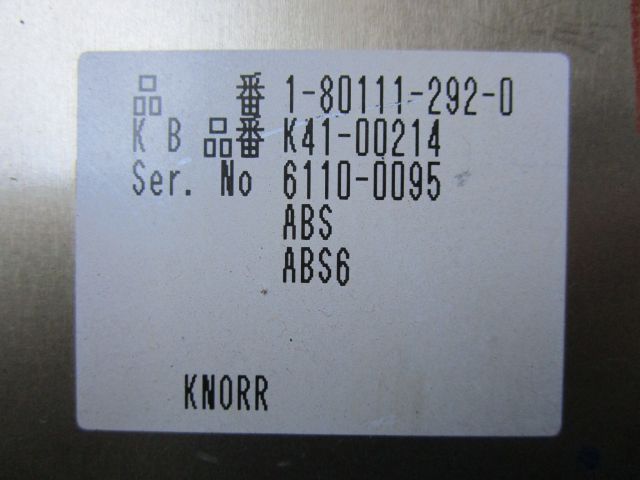 品 番 1-80111-292-0
K B 品番 K41-00214
Ser. No 6110-0095
ABS
ABS6
KNORR